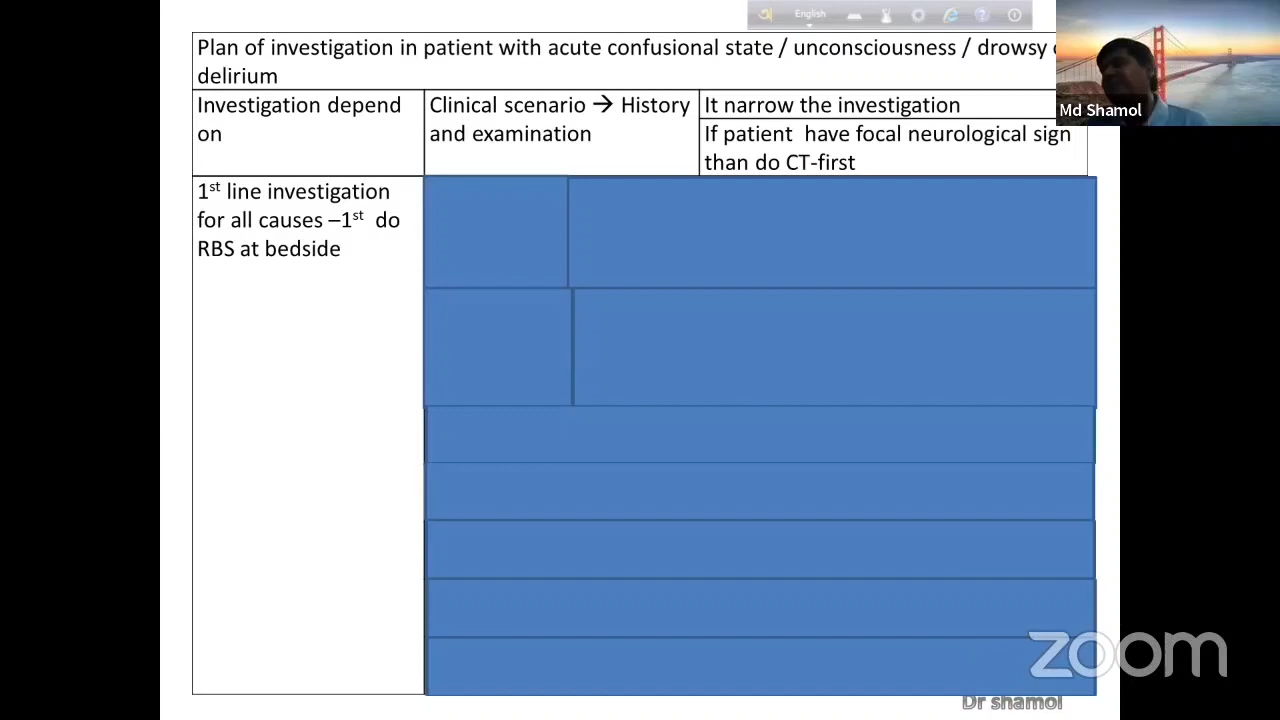 English
Plan of investigation in patient with acute confusional state / unconsciousness / drowsy
delirium
Investigation depend
on
Clinical scenario → History
and examination
It narrow the investigation
If patient have focal neurological sign
than do CT-first
1st line investigation
for all causes –1st do
RBS at bedside
Md Shamol
zoom
Dr shamol